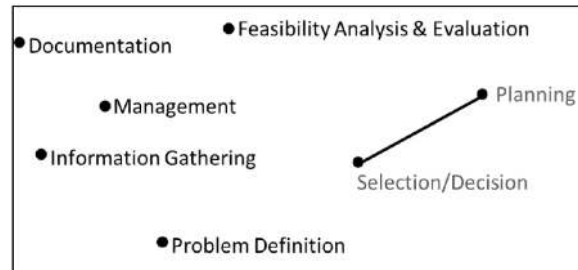 Feasibility Analysis & Evaluation
Documentation
Planning
Management
Information Gathering
Selection/Decision
Problem Definition